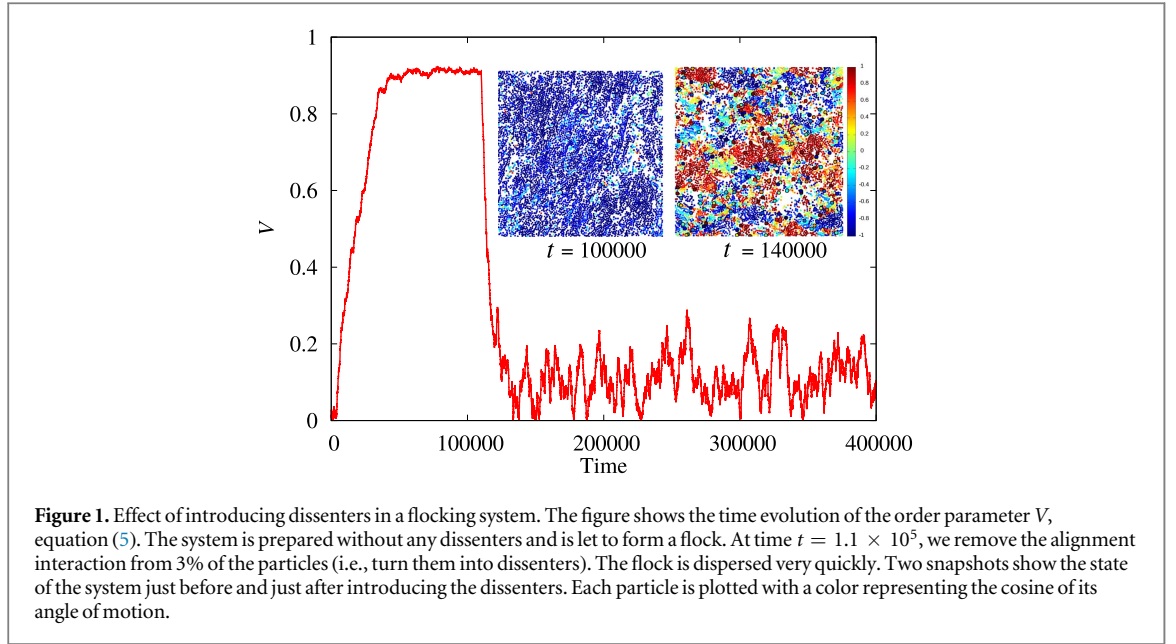 1
0.8
0.6
0.4
0.2
0
V
0
100000
200000
300000
400000
Time
t = 100000
t = 140000
1
0.8
0.6
0.4
0.2
0
-0.2
-0.4
-0.6
-0.8
-1
Figure 1. Effect of introducing dissenters in a flocking system. The figure shows the time evolution of the order parameter V,
equation (5). The system is prepared without any dissenters and is let to form a flock. At time t = 1.1 × 10⁵, we remove the alignment
interaction from 3% of the particles (i.e., turn them into dissenters). The flock is dispersed very quickly. Two snapshots show the state
of the system just before and just after introducing the dissenters. Each particle is plotted with a color representing the cosine of its
angle of motion.